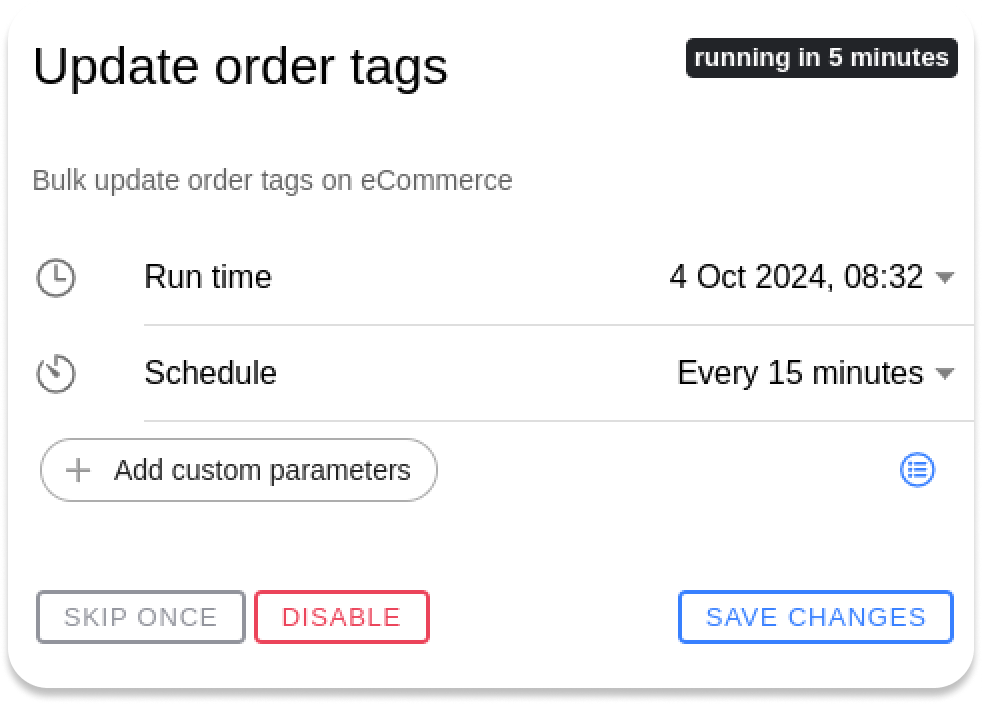 Update order tags
running in 5 minutes
Bulk update order tags on eCommerce
Run time
4 Oct 2024, 08:32
Schedule
Every 15 minutes
Add custom parameters
SKIP ONCE
DISABLE
SAVE CHANGES